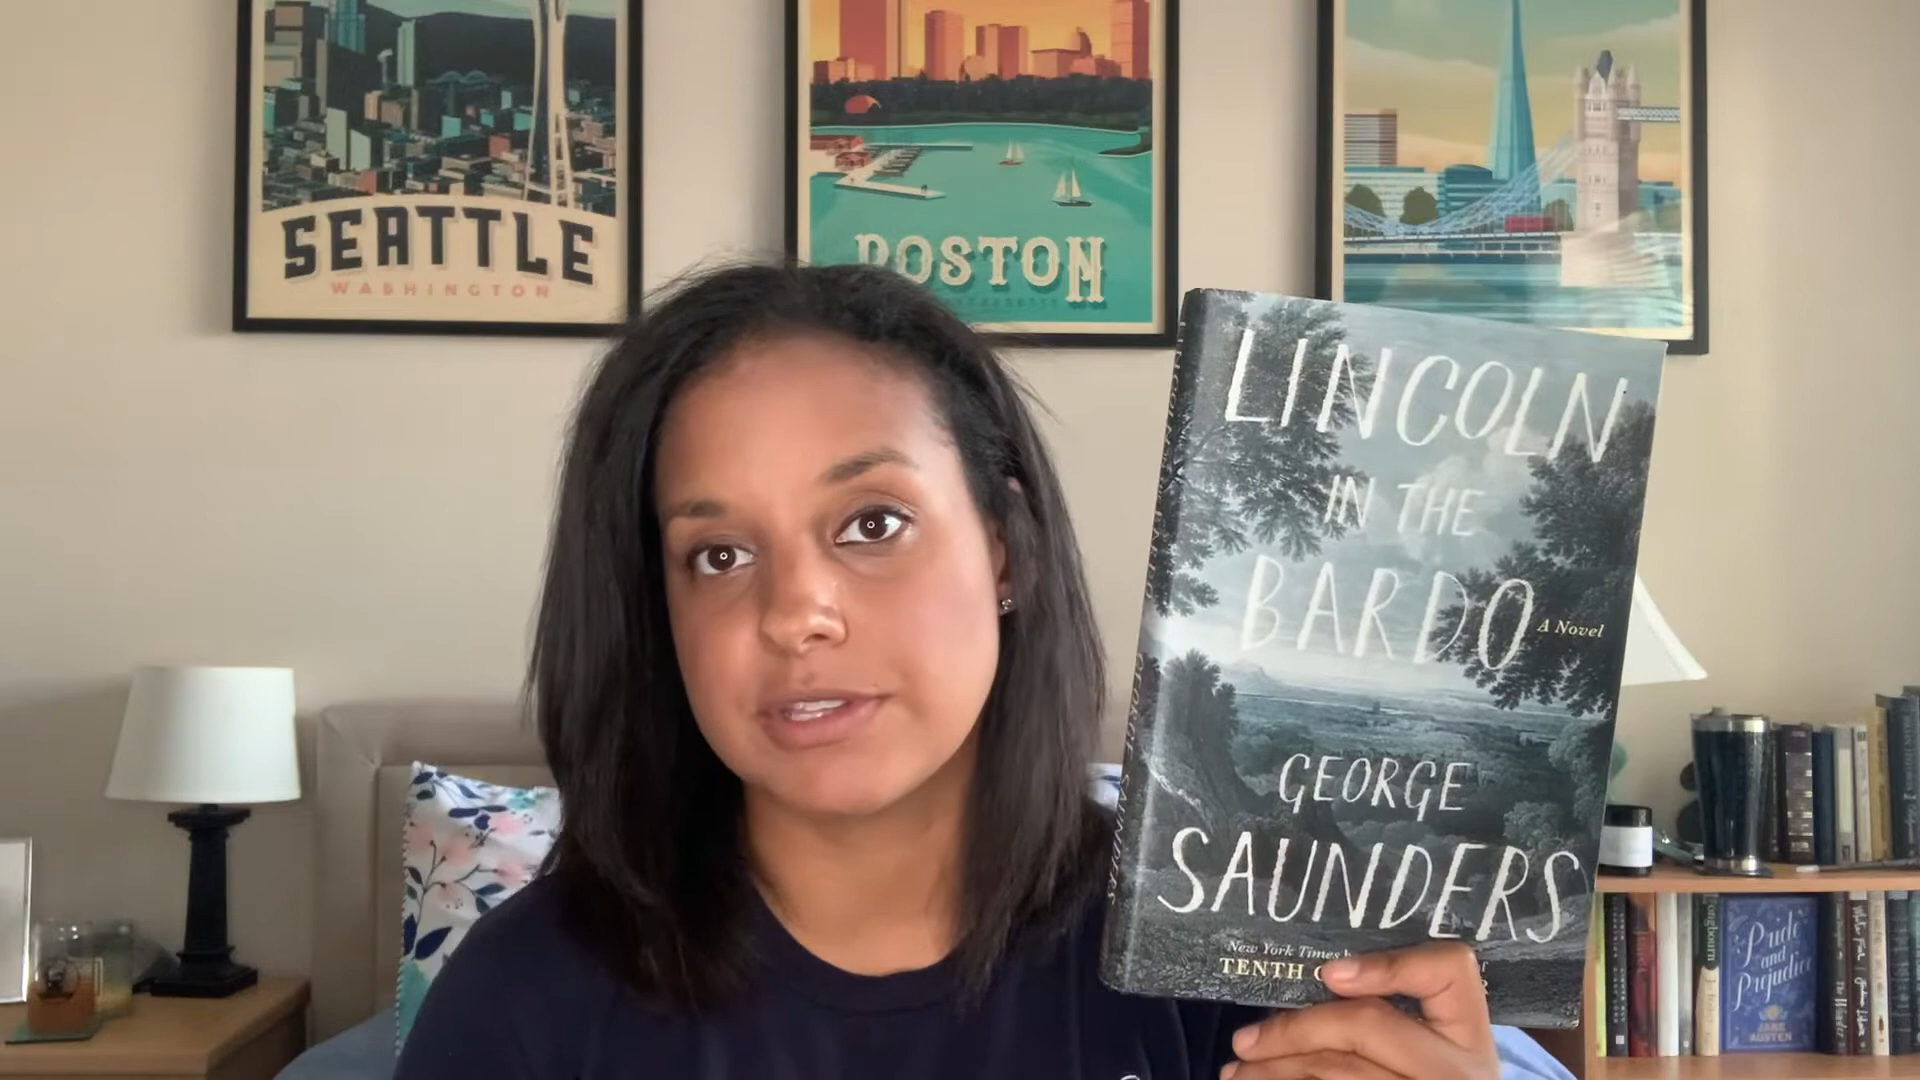 SEATTLE
WASHINGTON
BOSTON
LINCOLN
IN THE
BARDO
A Novel
GEORGE
SAUNDERS
New York Times
TENTH
Pride
and
Prejudice
JANE
AUSTEN
Longbourn